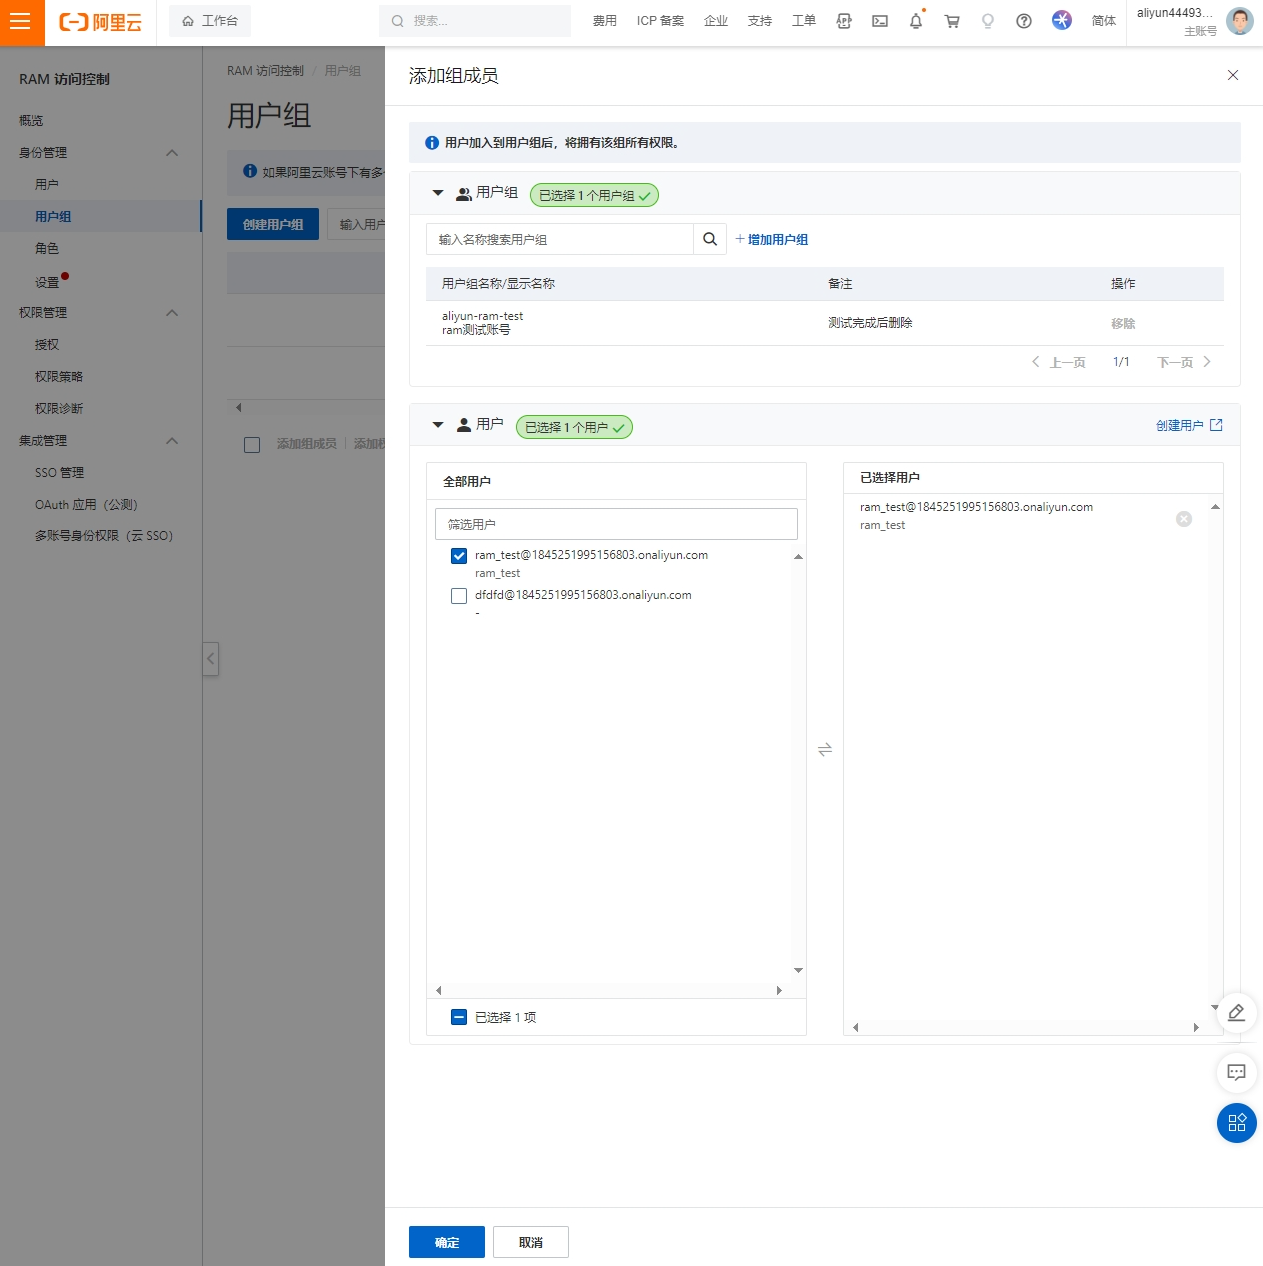 阿里云
工作台
搜索...
费用
ICP 备案
企业
支持
工单
简体
aliyun44493...
主账号
RAM 访问控制
概览
身份管理
用户
用户组
角色
设置
权限管理
授权
权限策略
权限诊断
集成管理
SSO 管理
OAuth 应用（公测）
多账号身份权限（云 SSO）
RAM 访问控制 / 用户组
用户组
如果阿里云账号下有多
创建用户组
输入用户
添加组成员
添加
添加组成员
用户加入到用户组后，将拥有该组所有权限。
用户组
已选择 1 个用户组
输入名称搜索用户组
增加用户组
用户组名称/显示名称 备注 操作
aliyun-ram-test
ram测试账号
测试完成后删除
移除
上一页 1/1 下一页
用户
已选择 1 个用户
创建用户
全部用户
筛选用户
ram_test@1845251995156803.onaliyun.com
ram_test
dfdfd@1845251995156803.onaliyun.com
-
已选择 1 项
已选择用户
ram_test@1845251995156803.onaliyun.com
ram_test
确定
取消